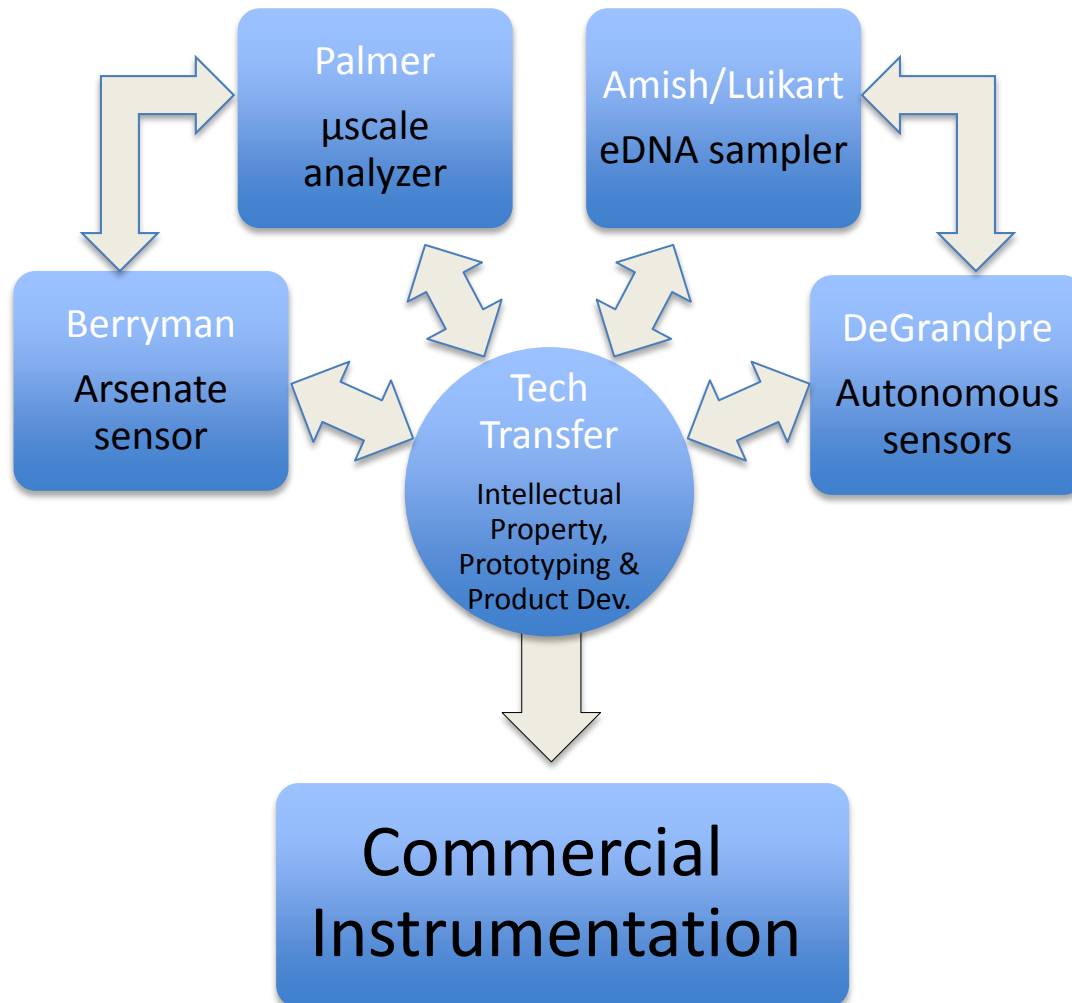 Palmer
µscale
analyzer
Amish/Luikart
eDNA sampler
Berryman
Arsenate
sensor
DeGrandpre
Autonomous
sensors
Tech
Transfer
Intellectual
Property,
Prototyping &
Product Dev.
Commercial
Instrumentation